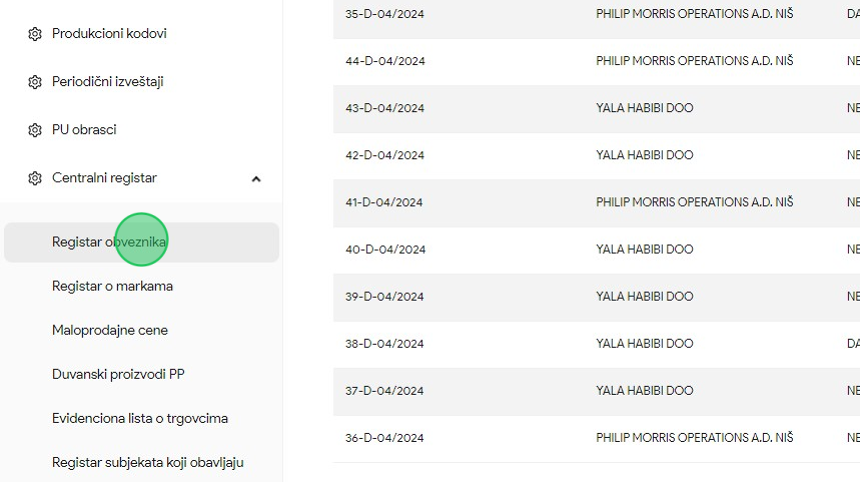 Produkcioni kodovi
Periodični izveštaji
PU obrasci
Centralni registar
Registar obveznika
Registar o markama
Maloprodajne cene
Duvanski proizvodi PP
Evidenciona lista o trgovcima
Registar subjekata koji obavljaju
35-D-04/2024 PHILIP MORRIS OPERATIONS A.D. NIŠ DA
44-D-04/2024 PHILIP MORRIS OPERATIONS A.D. NIŠ NE
43-D-04/2024 YALA HABIBI DOO NE
42-D-04/2024 YALA HABIBI DOO NE
41-D-04/2024 PHILIP MORRIS OPERATIONS A.D. NIŠ NE
40-D-04/2024 YALA HABIBI DOO NE
39-D-04/2024 YALA HABIBI DOO NE
38-D-04/2024 YALA HABIBI DOO DA
37-D-04/2024 YALA HABIBI DOO NE
36-D-04/2024 PHILIP MORRIS OPERATIONS A.D. NIŠ NE